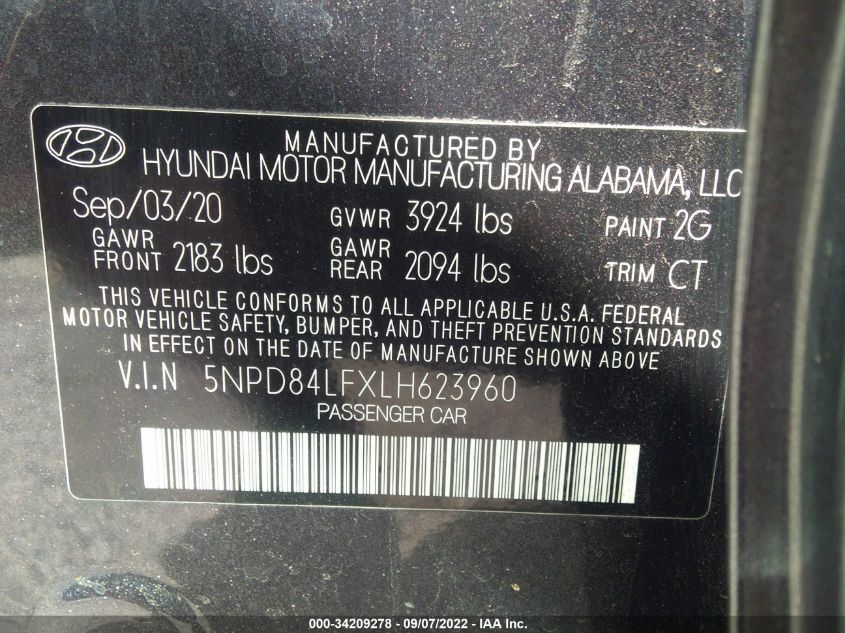 MANUFACTURED BY
HYUNDAI MOTOR MANUFACTURING ALABAMA, LLC
Sep/03/20 GVWR 3924 lbs PAINT 2G
GAWR FRONT 2183 lbs GAWR REAR 2094 lbs TRIM CT
THIS VEHICLE CONFORMS TO ALL APPLICABLE U.S.A. FEDERAL
MOTOR VEHICLE SAFETY, BUMPER, AND THEFT PREVENTION STANDARDS
IN EFFECT ON THE DATE OF MANUFACTURE SHOWN ABOVE
V.I.N 5NPD84LFXLH623960
PASSENGER CAR
000-34209278 - 09/07/2022 - IAA Inc.